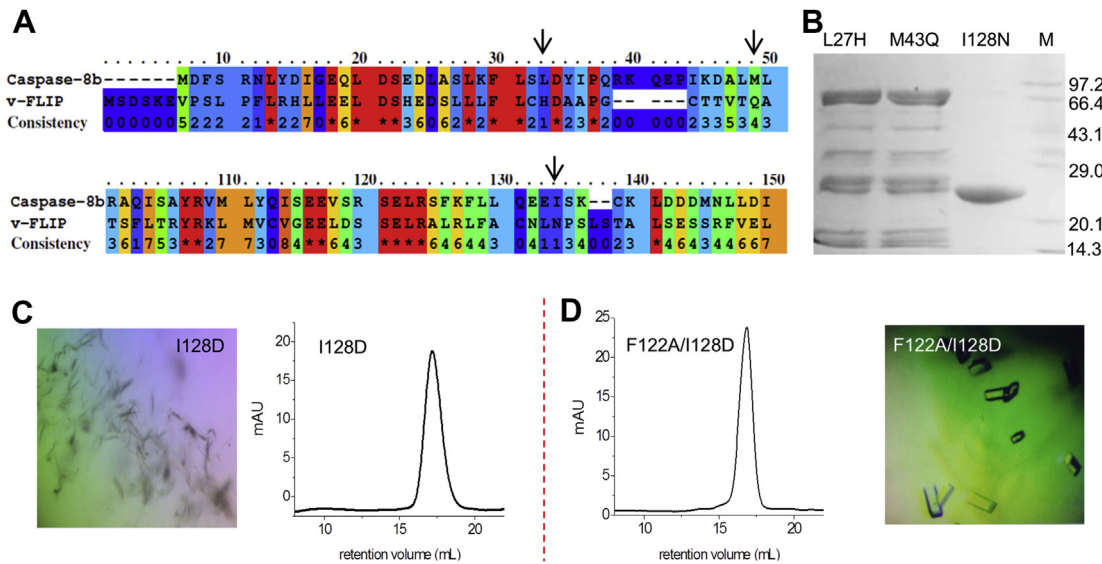 A
10 20 30 40 50
Caspase-8b ------MDFS RNLYDIGEQL DSEDLASLKF LSLDYIPQRK QEPIKDALML
v-FLIP MSDSKEVPSL PFLRHLLEEL DSHEDSLLLF LCHDAAPG-- ---CTTVTQA
Consistency 0000005222 21*2270*6* **36062*2* *21*23*200 0002335340
110 120 130 140 150
Caspase-8b RAQISAYRVM LYQISEEVSR SELRSFKFLL QEEISK--CK LDDDMNLLDI
v-FLIP TSFLTRYRKL MVCVGEELDS SELRALRLFA CNLNPSLSTA LSESSRFVEL
Consistency 361753**27 73084**633 ****646443 0411340023 *464344667
B
L27H M43Q I128N M
97.2
66.4
43.1
29.0
20.1
14.3
C
I128D
I128D
20
15
10
5
0
mAU
10 15 20
retention volume (mL)
D
F122A/I128D
25
20
15
10
5
0
mAU
10 15 20
retention volume (mL)
F122A/I128D